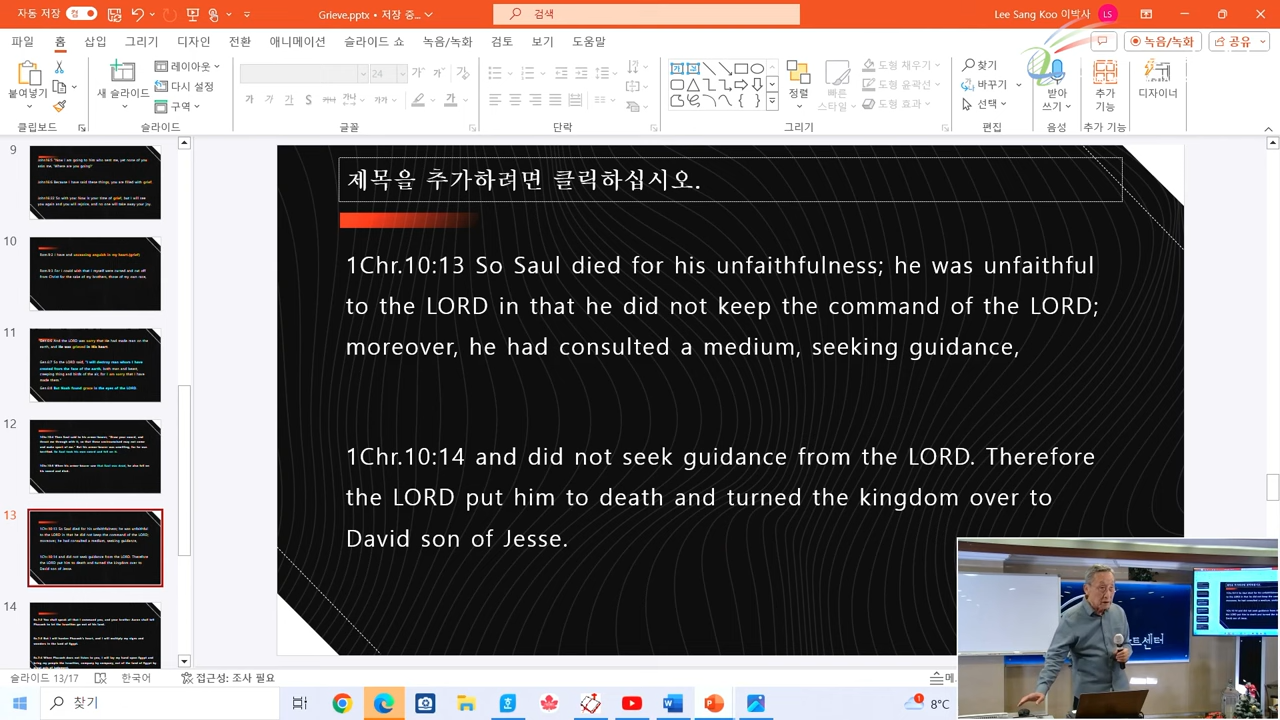 자동 저장
Grieve.pptx • 저장 중...
검색
Lee Sang Koo 이박사
LS
파일
홈
삽입
그리기
디자인
전환
애니메이션
슬라이드 쇼
녹음/녹화
검토
보기
도움말
녹음/녹화
공유
붙여넣기
새 슬라이드
레이아웃
다시 설정
구역
24
정렬
빠른
스타일
도형 채우기
도형 윤곽선
도형 효과
찾기
바꾸기
선택
받아
쓰기
추가
기능
디자이너
클립보드
슬라이드
글꼴
단락
그리기
편집
음성
추가 기능
9
10
11
12
13
14
제목을 추가하려면 클릭하십시오.
1Chr.10:13 So Saul died for his unfaithfulness; he was unfaithful
to the LORD in that he did not keep the command of the LORD;
moreover, he had consulted a medium, seeking guidance,
1Chr.10:14 and did not seek guidance from the LORD. Therefore
the LORD put him to death and turned the kingdom over to
David son of Jesse.
슬라이드 13/17
한국어
접근성: 조사 필요
찾기
8°C